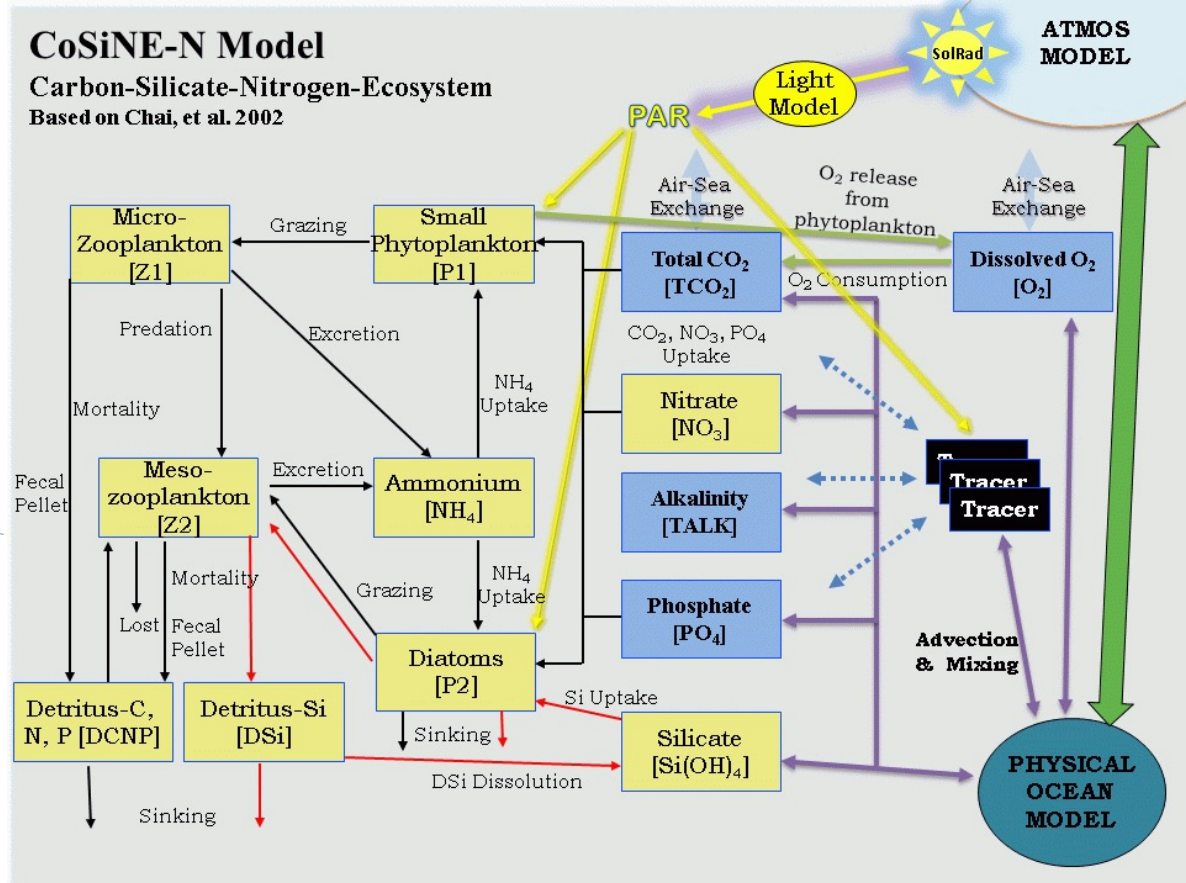 CoSiNE-N Model
Carbon-Silicate-Nitrogen-Ecosystem
Based on Chai, et al. 2002
ATMOS
MODEL
SolRad
Light
Model
PAR
Air-Sea
Exchange
O₂ release
from
phytoplankton
Air-Sea
Exchange
Micro-
Zooplankton
[Z1]
Grazing
Small
Phytoplankton
[P1]
Total CO₂
[TCO₂]
O₂ Consumption
Dissolved O₂
[O₂]
Predation
Excretion
CO₂, NO₃, PO₄
Uptake
NH₄
Uptake
Mortality
Nitrate
[NO₃]
Fecal
Pellet
Meso-
zooplankton
[Z2]
Excretion
Ammonium
[NH₄]
Alkalinity
[TALK]
Tracer
Tracer
Mortality
Grazing
NH₄
Uptake
Phosphate
[PO₄]
Lost
Fecal
Pellet
Advection
& Mixing
Diatoms
[P2]
Si Uptake
Detritus-C,
N, P [DCNP]
Detritus-Si
[DSi]
Sinking
Silicate
[Si(OH)₄]
DSi Dissolution
PHYSICAL
OCEAN
MODEL
Sinking